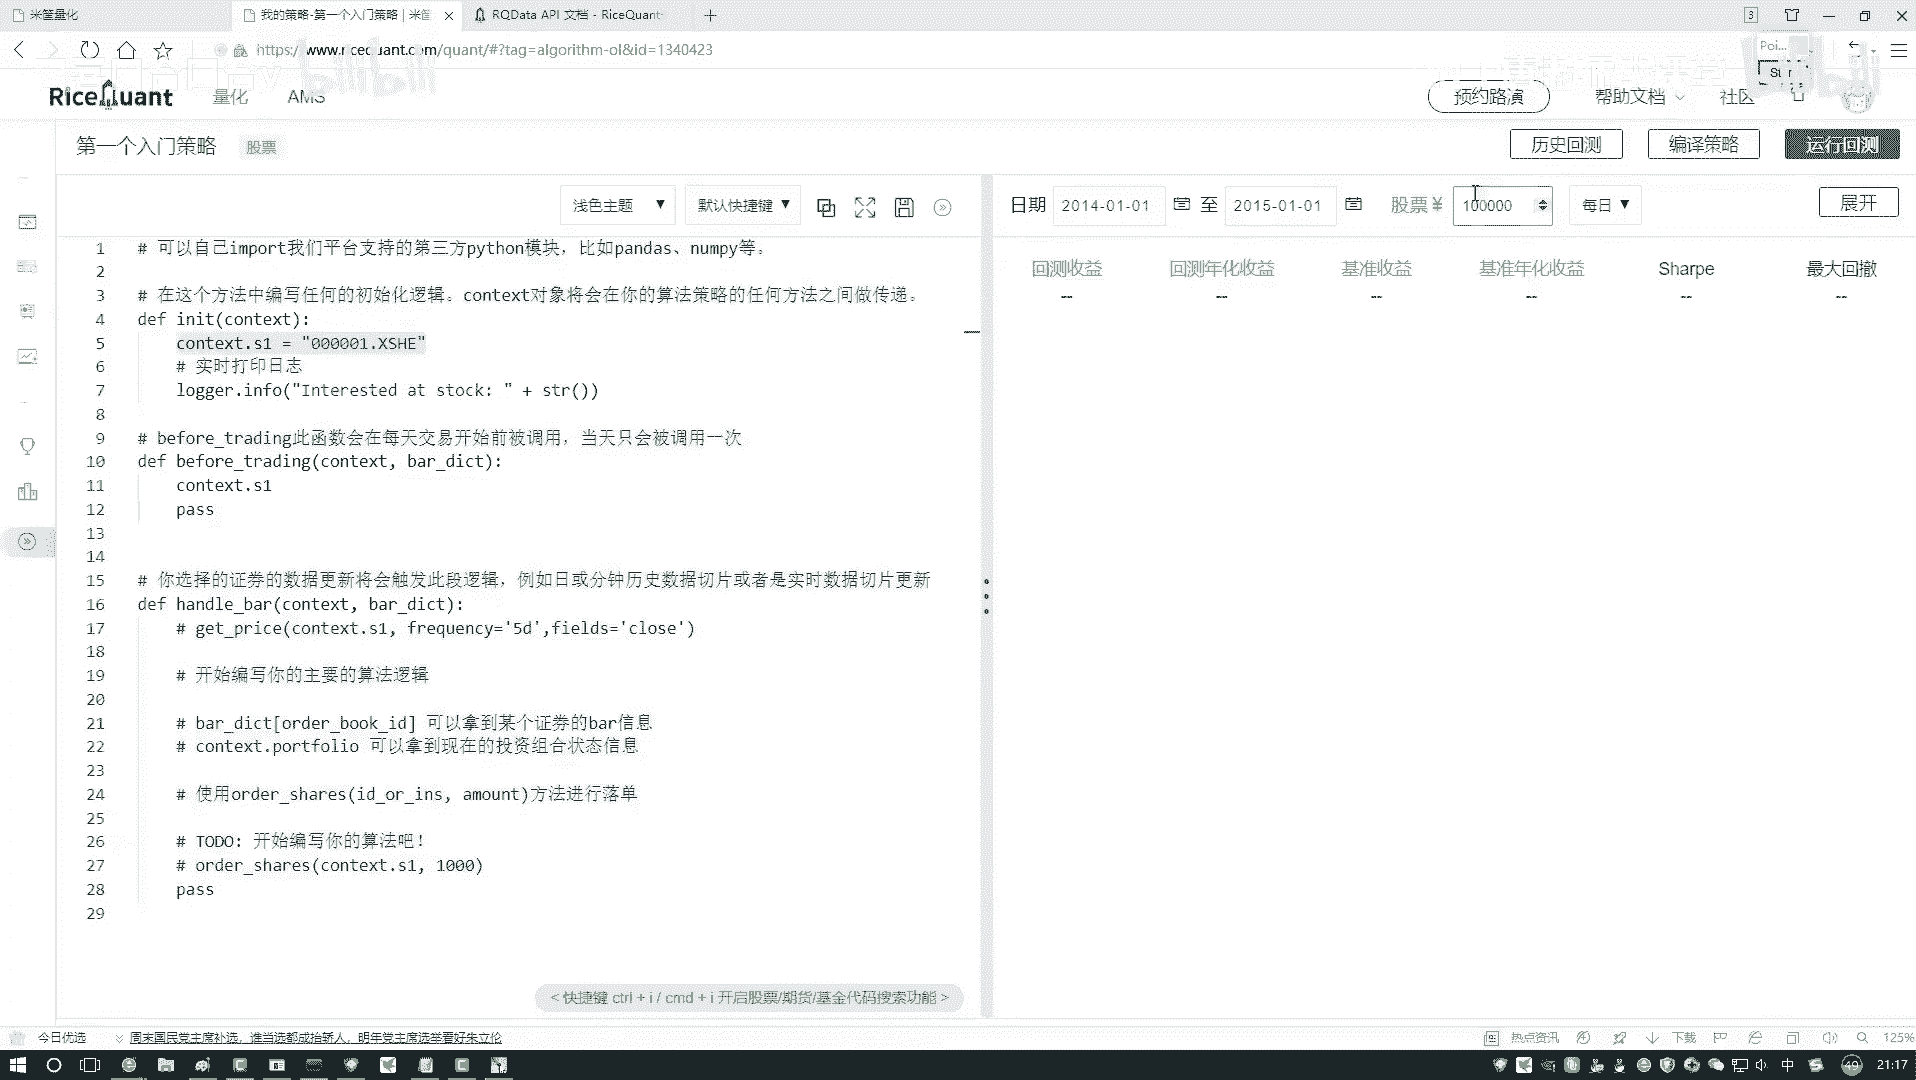 米筐量化
我的策略-第一个入门策略 | 米筐
RQData API 文档 - RiceQuant
3
https://www.ricequant.com/quant/#?tag=algorithm-ol&id=1340423
Poi...
bilibili
RiceQuant
量化
AMS
预约路演
帮助文档
社区
第一个入门策略
股票
历史回测
编译策略
运行回测
浅色主题
默认快捷键
日期 2014-01-01 至 2015-01-01 股票¥ 100000 每日
展开
回测收益 回测年化收益 基准收益 基准年化收益 Sharpe 最大回撤
-- -- -- -- -- --
1 # 可以自己import我们平台支持的第三方python模块，比如pandas、numpy等。
2
3 # 在这个方法中编写任何的初始化逻辑。context对象将会在你的算法策略的任何方法之间做传递。
4 def init(context):
5 context.s1 = "000001.XSHE"
6 # 实时打印日志
7 logger.info("Interested at stock: " + str())
8
9 # before_trading此函数会在每天交易开始前被调用，当天只会被调用一次
10 def before_trading(context, bar_dict):
11 context.s1
12 pass
13
14
15 # 你选择的证券的数据更新将会触发此段逻辑，例如日或分钟历史数据切片或者是实时数据切片更新
16 def handle_bar(context, bar_dict):
17 # get_price(context.s1, frequency='5d',fields='close')
18
19 # 开始编写你的主要的算法逻辑
20
21 # bar_dict[order_book_id] 可以拿到某个证券的bar信息
22 # context.portfolio 可以拿到现在的投资组合状态信息
23
24 # 使用order_shares(id_or_ins, amount)方法进行落单
25
26 # TODO: 开始编写你的算法吧！
27 # order_shares(context.s1, 1000)
28 pass
29
< 快捷键 ctrl + i / cmd + i 开启股票/期货/基金代码搜索功能 >
今日优选
周末国民党主席补选，谁当选都成抬轿人，明年党主席选举看好朱立伦
热点资讯
下载
125%
中
49
21:17